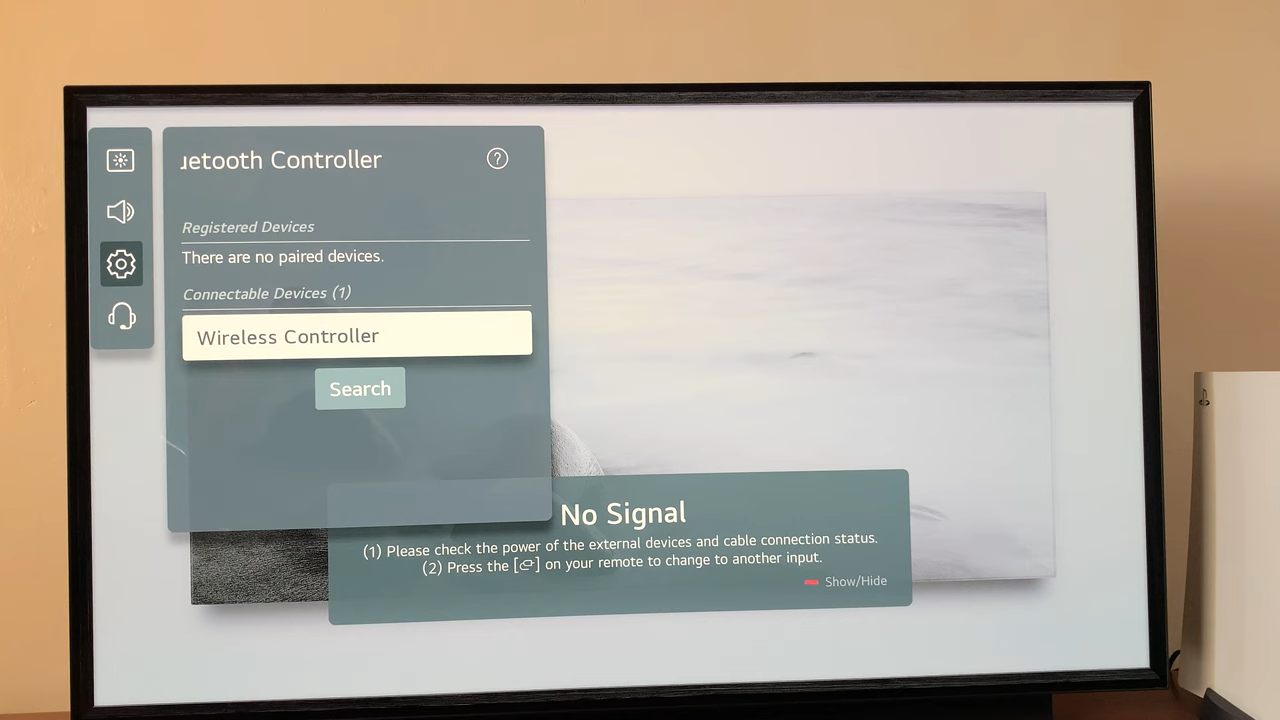 uetooth Controller
Registered Devices
There are no paired devices.
Connectable Devices (1)
Wireless Controller
Search
No Signal
(1) Please check the power of the external devices and cable connection status.
(2) Press the [⮐] on your remote to change to another input.
Show/Hide